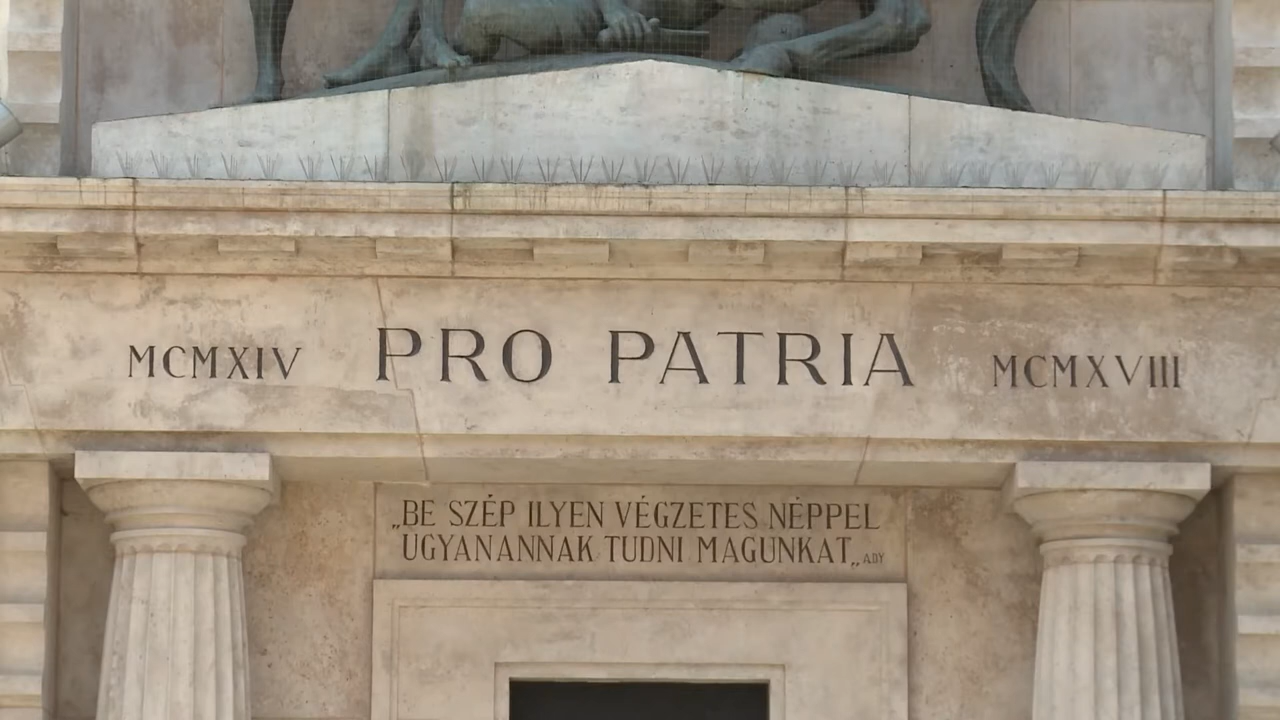 MCMXIV PRO PATRIA MCMXVIII
„BE SZÉP ILYEN VÉGZETES NÉPPEL
UGYANANNAK TUDNI MAGUNKAT„ ADY